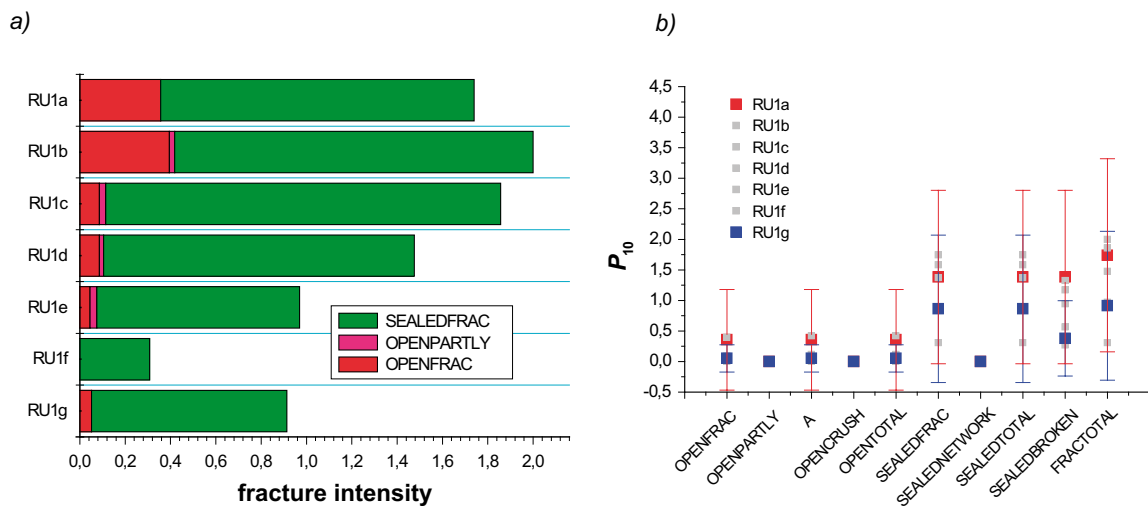 a)
RU1a
RU1b
RU1c
RU1d
RU1e
RU1f
RU1g
SEALEDFRAC
OPENPARTLY
OPENFRAC
0,0 0,2 0,4 0,6 0,8 1,0 1,2 1,4 1,6 1,8 2,0
fracture intensity
b)
4,5
4,0
3,5
3,0
2,5
2,0
1,5
1,0
0,5
0,0
-0,5
P10
RU1a
RU1b
RU1c
RU1d
RU1e
RU1f
RU1g
OPENFRAC
OPENPARTLY
A
OPENCRUSH
OPENTOTAL
SEALEDFRAC
SEALEDNETWORK
SEALEDTOTAL
SEALEDBROKEN
FRACTOTAL